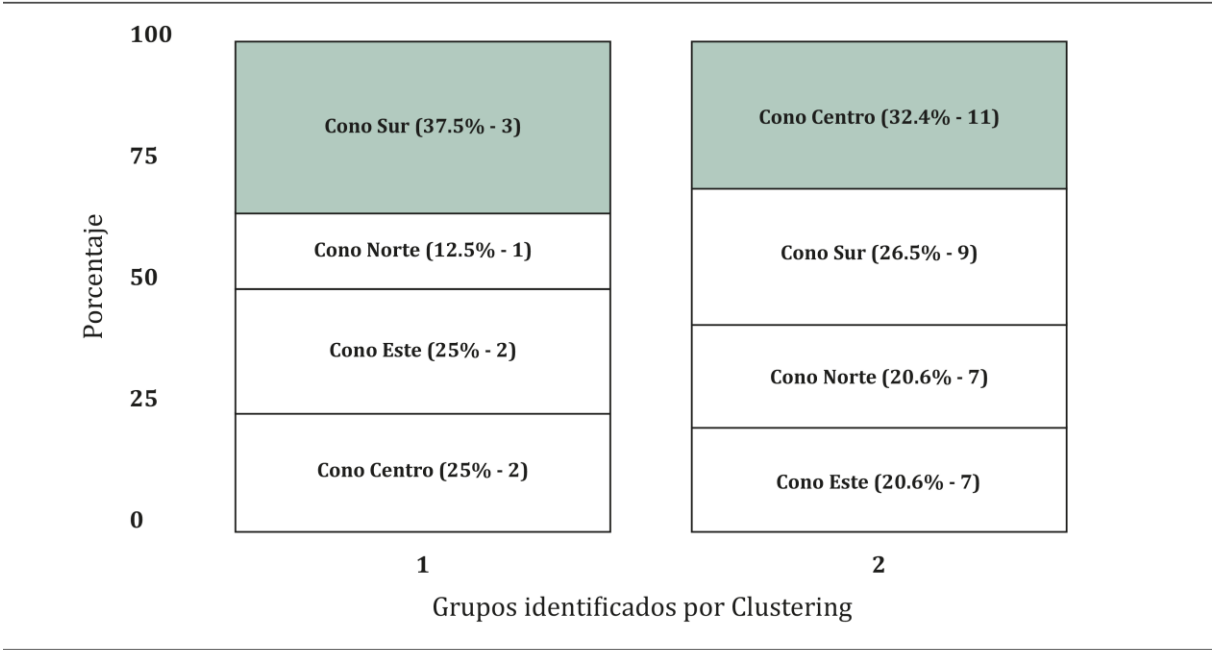 100
75
50
25
0
Porcentaje
Cono Sur (37.5% - 3)
Cono Norte (12.5% - 1)
Cono Este (25% - 2)
Cono Centro (25% - 2)
Cono Centro (32.4% - 11)
Cono Sur (26.5% - 9)
Cono Norte (20.6% - 7)
Cono Este (20.6% - 7)
1
2
Grupos identificados por Clustering